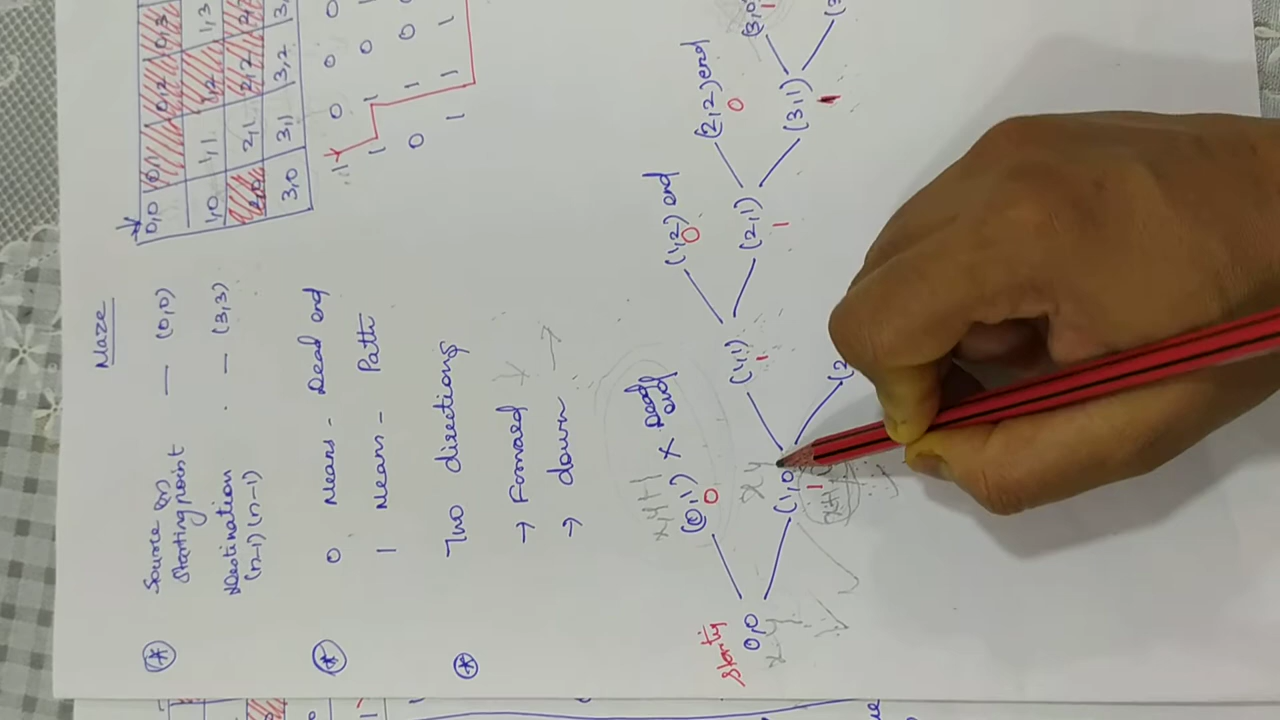 Maze
Source or — (0,0)
Starting point
Destination — (3,3)
(n-1)(n-1)
0 Means - Dead end
1 Means - Path
Two directions
→ Forward
→ down
0,0 0,1 0,2 0,3
1,0 1,1 1,2 1,3
2,0 2,1 2,2
3,0 3,1 3,2
1 0 0 0
1 1 0
0 1 0
1 1 1
starting
0,0
x y
x,y+1
(0,1) x Dead end
0
x y
(1,0)
1
x+1
(1,1)
1
(1,2) end
0
(2,1)
1
(2,2) end
0
(3,1)
(3,0)
1